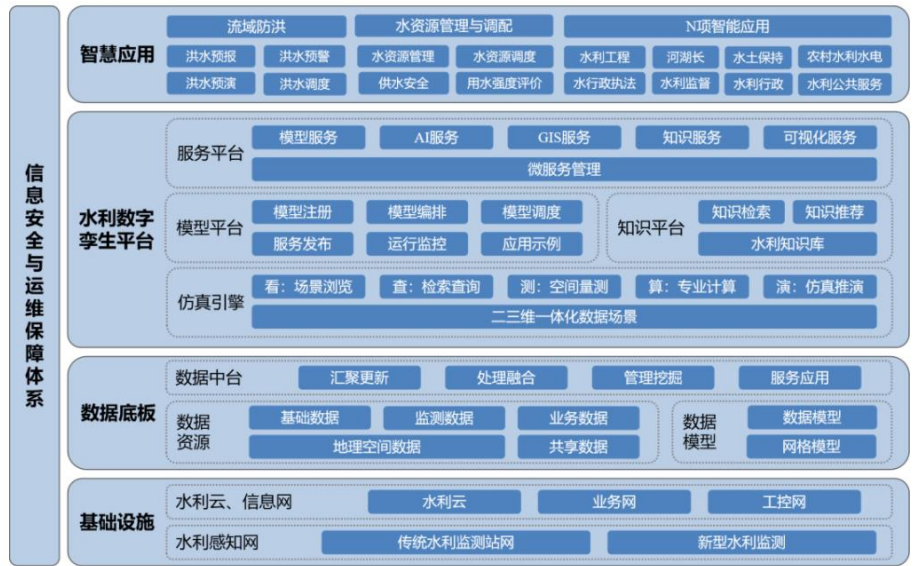 信息安全与运维保障体系
智慧应用
流域防洪 水资源管理与调配 N项智能应用
洪水预报 洪水预警 水资源管理 水资源调度 水利工程 河湖长 水土保持 农村水利水电
洪水预演 洪水调度 供水安全 用水强度评价 水行政执法 水利监督 水利行政 水利公共服务
水利数字
孪生平台
服务平台
模型服务 AI服务 GIS服务 知识服务 可视化服务
微服务管理
模型平台
模型注册 模型编排 模型调度
服务发布 运行监控 应用示例
知识平台
知识检索 知识推荐
水利知识库
仿真引擎
看：场景浏览 查：检索查询 测：空间量测 算：专业计算 演：仿真推演
二三维一体化数据场景
数据底板
数据中台 汇聚更新 处理融合 管理挖掘 服务应用
数据
资源
基础数据 监测数据 业务数据
地理空间数据 共享数据
数据
模型
数据模型
网格模型
基础设施
水利云、信息网 水利云 业务网 工控网
水利感知网 传统水利监测站网 新型水利监测